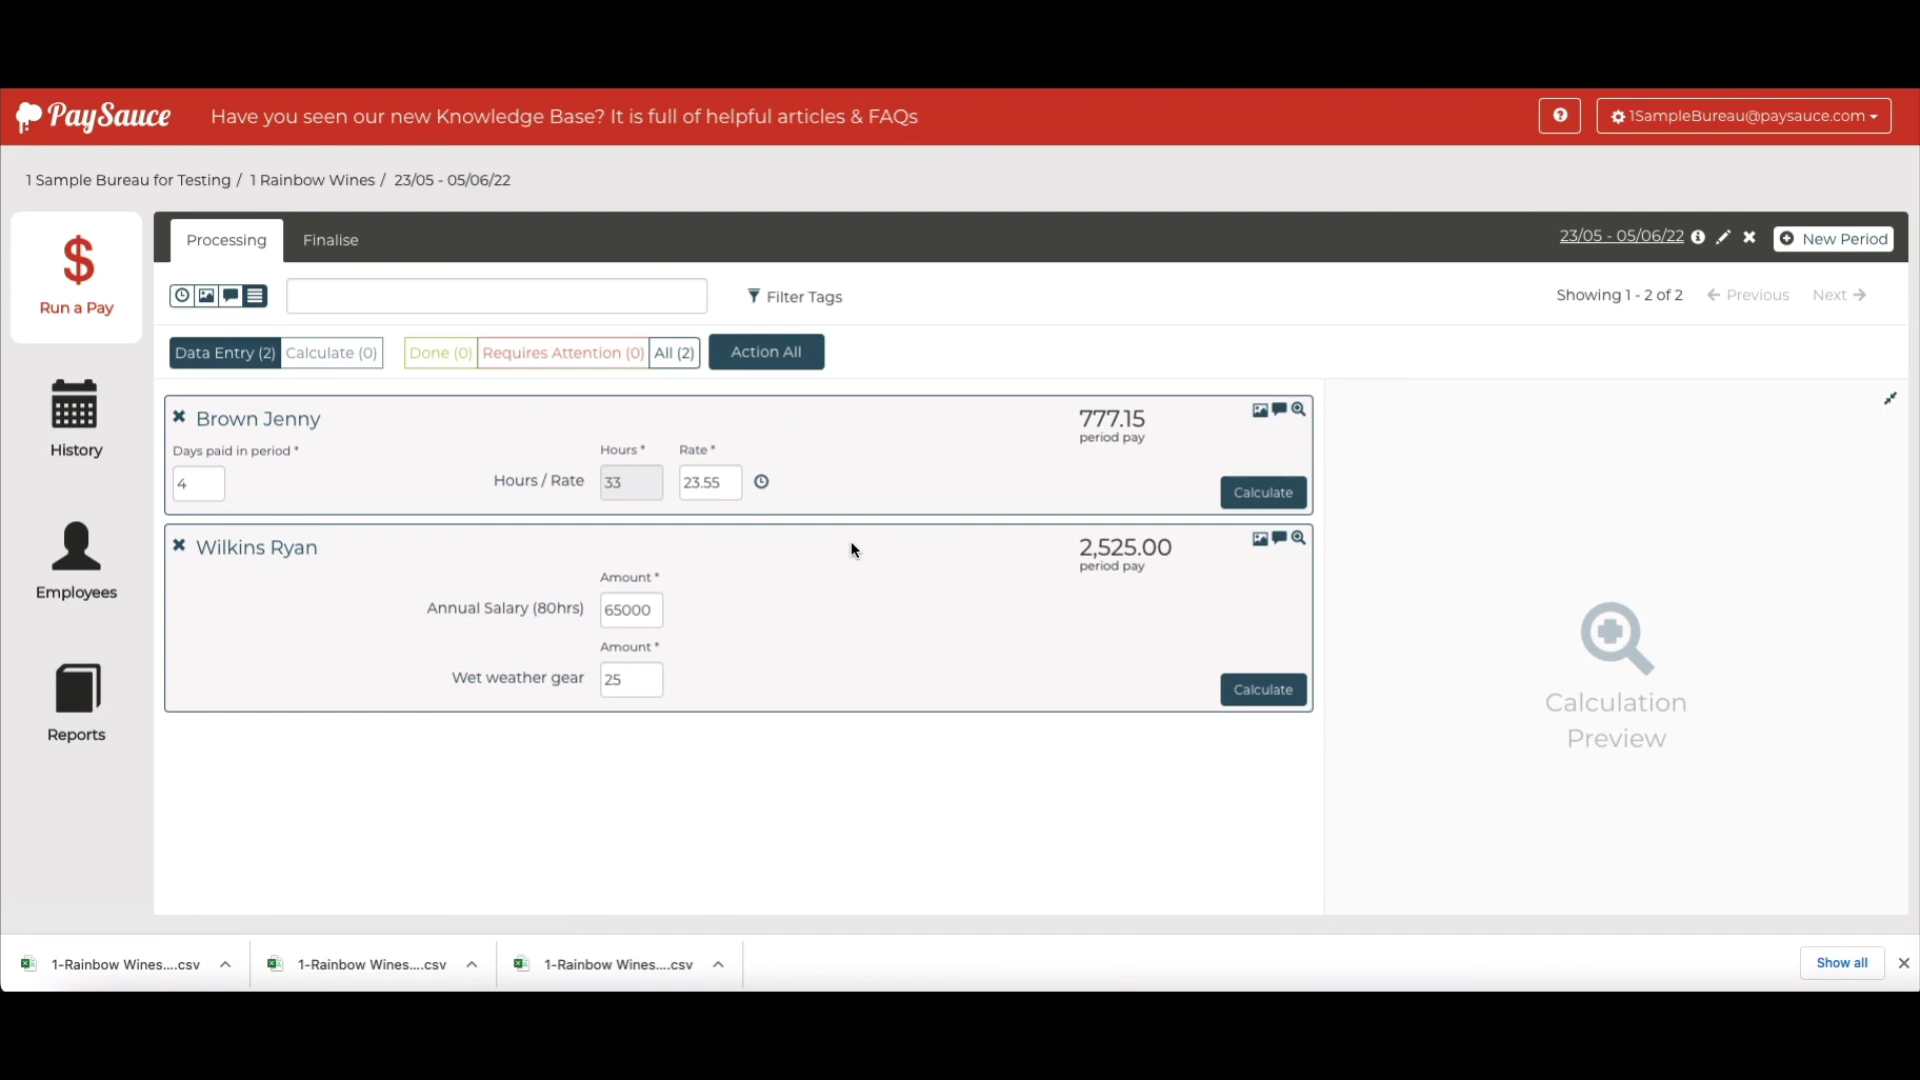 PaySauce
Have you seen our new Knowledge Base? It is full of helpful articles & FAQs
1SampleBureau@paysauce.com
1 Sample Bureau for Testing / 1 Rainbow Wines / 23/05 - 05/06/22
Run a Pay
History
Employees
Reports
Processing
Finalise
23/05 - 05/06/22
New Period
Filter Tags
Showing 1 - 2 of 2
Previous
Next
Data Entry (2)
Calculate (0)
Done (0)
Requires Attention (0)
All (2)
Action All
Brown Jenny
777.15
period pay
Days paid in period *
4
Hours *
Rate *
Hours / Rate
33
23.55
Calculate
Wilkins Ryan
2,525.00
period pay
Amount *
Annual Salary (80hrs)
65000
Amount *
Wet weather gear
25
Calculate
Calculation
Preview
1-Rainbow Wines....csv
1-Rainbow Wines....csv
1-Rainbow Wines....csv
Show all